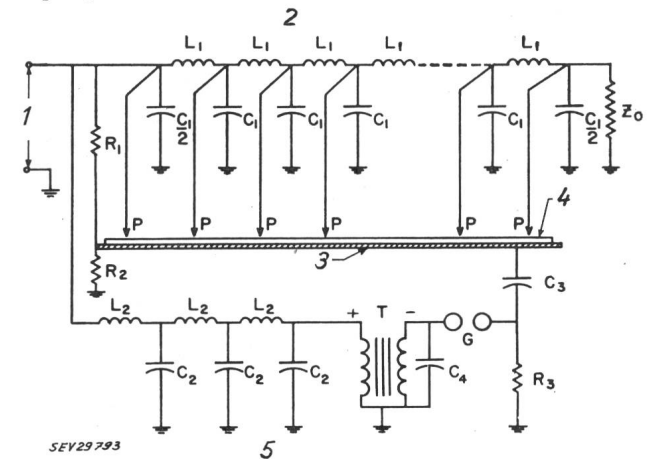 2
L₁ L₁ L₁ L₁ L₁
1
R₁ C₁/2 C₁ C₁ C₁ C₁ C₁/2 Z₀
P P P P P P 4
3
R₂ C₃
L₂ L₂ L₂ + T - G
C₂ C₂ C₂ C₄ R₃
SEV29793
5